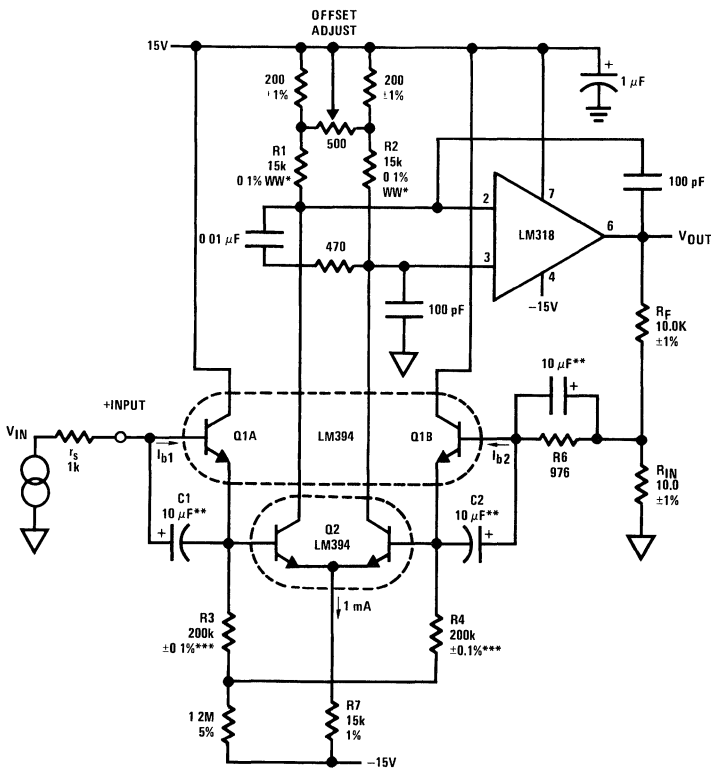 OFFSET
ADJUST
15V
200
±1%
200
±1%
+
1 μF
500
R1
15k
0 1% WW*
R2
15k
0 1%
WW*
100 pF
2
7
LM318
6
VOUT
0 01 μF
470
3
4
−15V
100 pF
RF
10.0K
±1%
10 μF**
+
+INPUT
VIN
rs
1k
Ib1
Q1A
LM394
Q1B
Ib2
R6
976
RIN
10.0
±1%
C1
10 μF**
+
Q2
LM394
C2
10 μF**
+
1 mA
R3
200k
±0 1%***
R4
200k
±0.1%***
1 2M
5%
R7
15k
1%
−15V